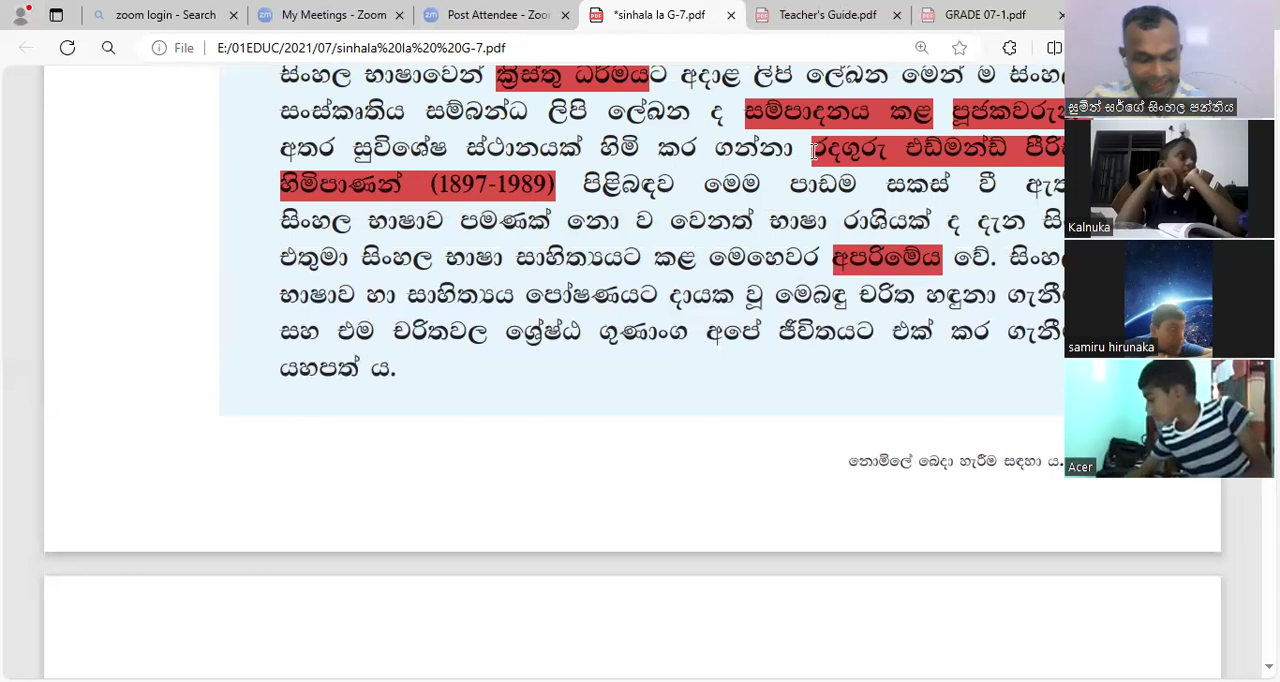 zoom login - Search
My Meetings - Zoom
Post Attendee - Zoo
*sinhala la G-7.pdf
Teacher's Guide.pdf
GRADE 07-1.pdf
File E:/01EDUC/2021/07/sinhala%20la%20%20G-7.pdf
සිංහල භාෂාවෙන් ක්‍රිස්තු ධර්මයට අදාළ ලිපි ලේඛන මෙන් ම
සංස්කෘතිය සම්බන්ධ ලිපි ලේඛන ද සම්පාදනය කළ
අතර සුවිශේෂ ස්ථානයක් හිමි කර ගන්නා රදගුරු එඩ්මන්ඩ්
හිමිපාණන් (1897-1989) පිළිබඳව මෙම පාඩම සකස් වී
සිංහල භාෂාව පමණක් නො ව වෙනත් භාෂා රාශියක් ද දැන
එතුමා සිංහල භාෂා සාහිත්‍යයට කළ මෙහෙවර අපරිමේය වේ.
භාෂාව හා සාහිත්‍යය පෝෂණයට දායක වූ මෙබඳු චරිත හඳුනා
සහ එම චරිතවල ශ්‍රේෂ්ඨ ගුණාංග අපේ ජීවිතයට එක් කර
යහපත් ය.
නොමිලේ බෙදා හැරීම සඳහා ය.
සුමිත් සර්ගේ සිංහල පන්තිය
Kalnuka
samiru hirunaka
Acer